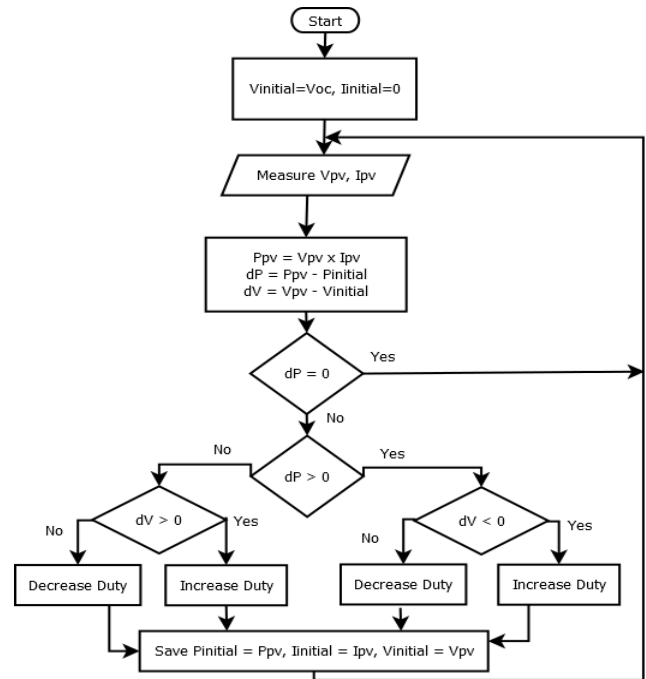 Start
Vinitial=Voc, Iinitial=0
Measure Vpv, Ipv
Ppv = Vpv x Ipv
dP = Ppv - Pinitial
dV = Vpv - Vinitial
Yes
dP = 0
No
No
Yes
dP > 0
dV > 0
dV < 0
No
Yes
No
Yes
Decrease Duty
Increase Duty
Decrease Duty
Increase Duty
Save Pinitial = Ppv, Iinitial = Ipv, Vinitial = Vpv